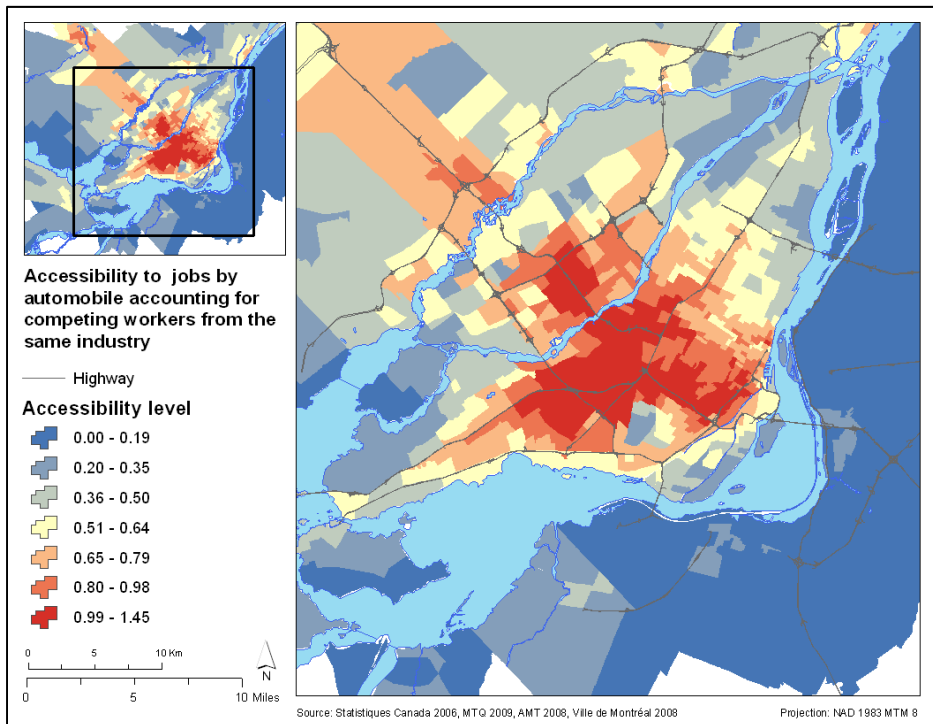 Accessibility to jobs by
automobile accounting for
competing workers from the
same industry
Highway
Accessibility level
0.00 - 0.19
0.20 - 0.35
0.36 - 0.50
0.51 - 0.64
0.65 - 0.79
0.80 - 0.98
0.99 - 1.45
0 5 10 Km
0 5 10 Miles
N
Source: Statistiques Canada 2006, MTQ 2009, AMT 2008, Ville de Montréal 2008
Projection: NAD 1983 MTM 8